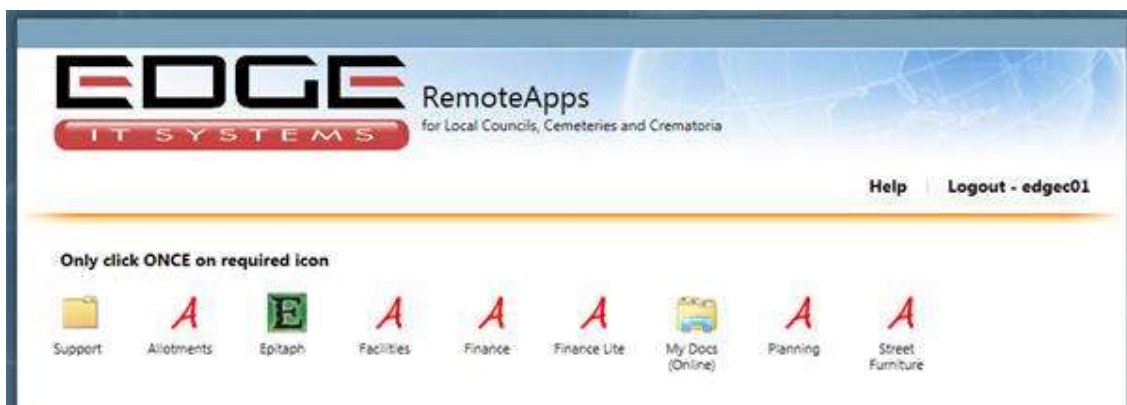 EDGE
IT SYSTEMS
RemoteApps
for Local Councils, Cemeteries and Crematoria
Help | Logout - edgec01
Only click ONCE on required icon
Support Allotments Epitaph Facilities Finance Finance Lite My Docs (Online) Planning Street Furniture